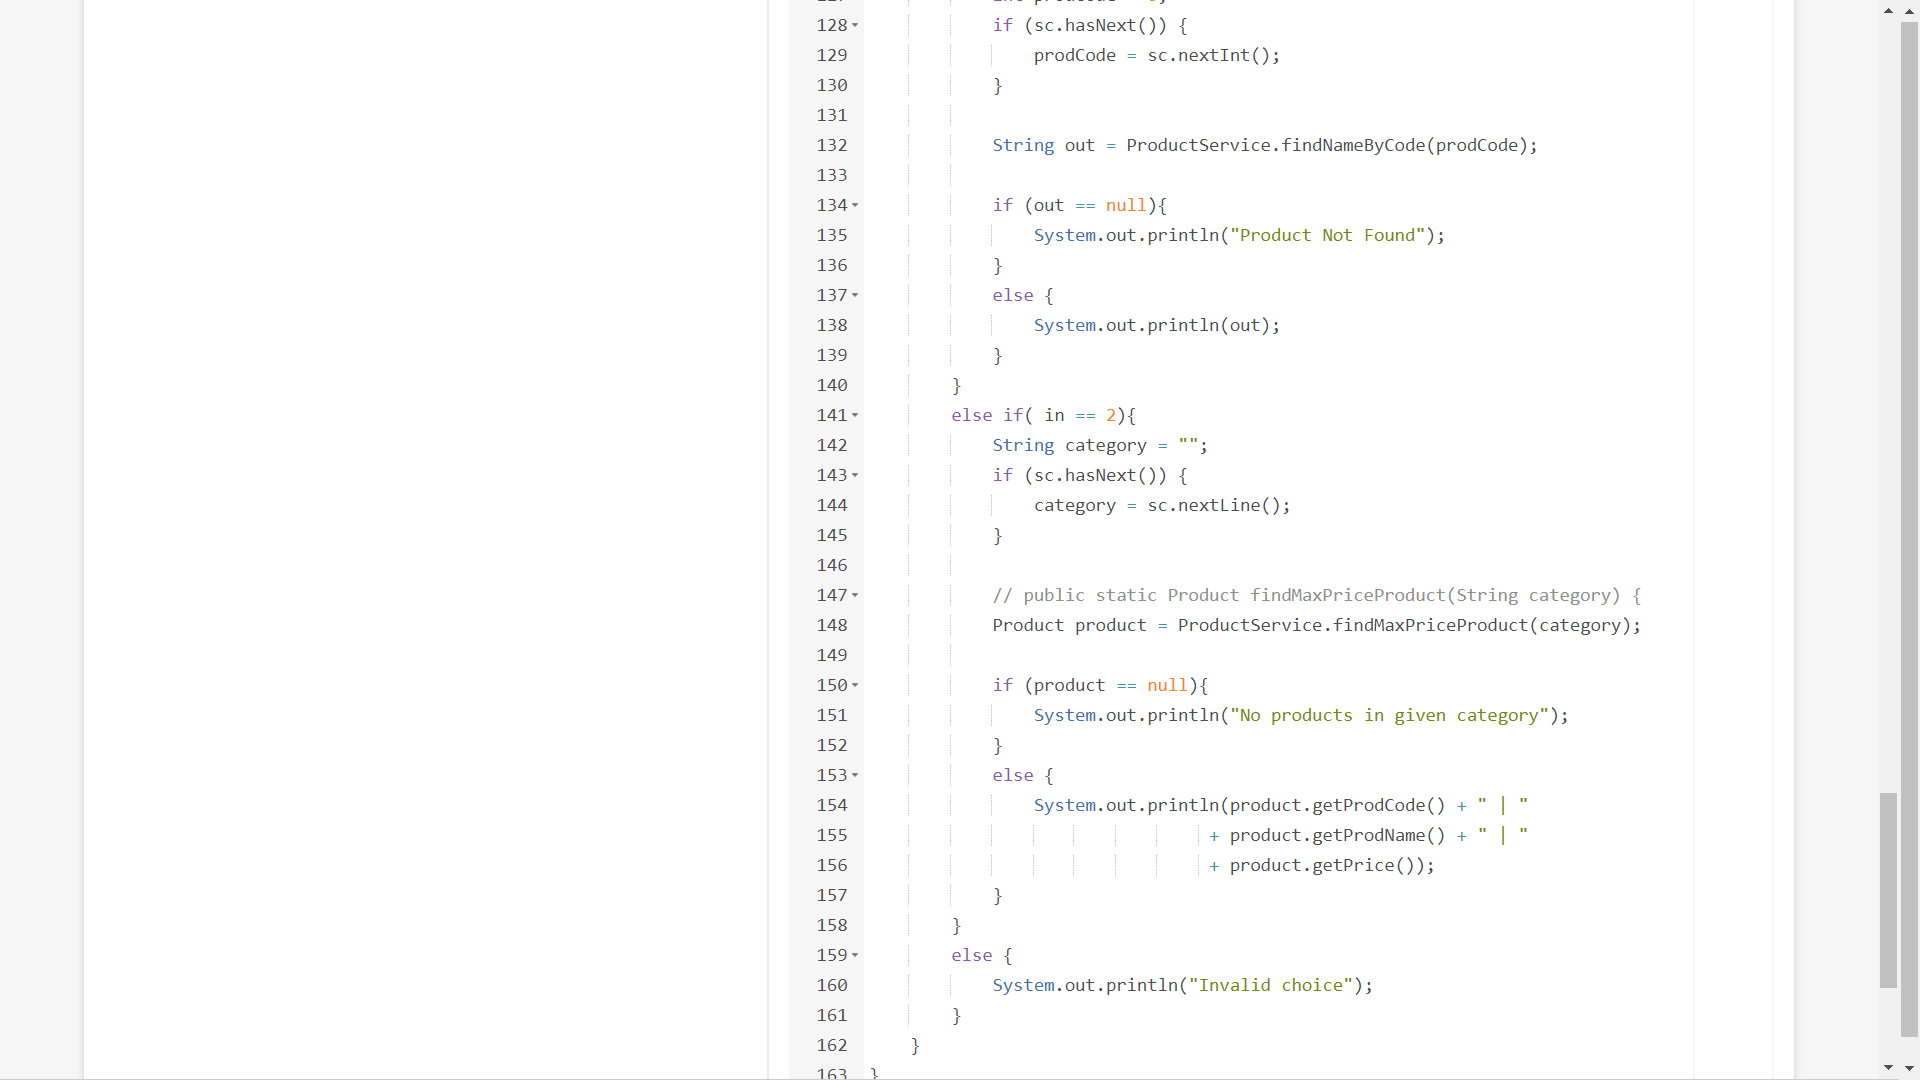 128 if (sc.hasNext()) {
129 prodCode = sc.nextInt();
130 }
131
132 String out = ProductService.findNameByCode(prodCode);
133
134 if (out == null){
135 System.out.println("Product Not Found");
136 }
137 else {
138 System.out.println(out);
139 }
140 }
141 else if( in == 2){
142 String category = "";
143 if (sc.hasNext()) {
144 category = sc.nextLine();
145 }
146
147 // public static Product findMaxPriceProduct(String category) {
148 Product product = ProductService.findMaxPriceProduct(category);
149
150 if (product == null){
151 System.out.println("No products in given category");
152 }
153 else {
154 System.out.println(product.getProdCode() + " | "
155 + product.getProdName() + " | "
156 + product.getPrice());
157 }
158 }
159 else {
160 System.out.println("Invalid choice");
161 }
162 }
163 }